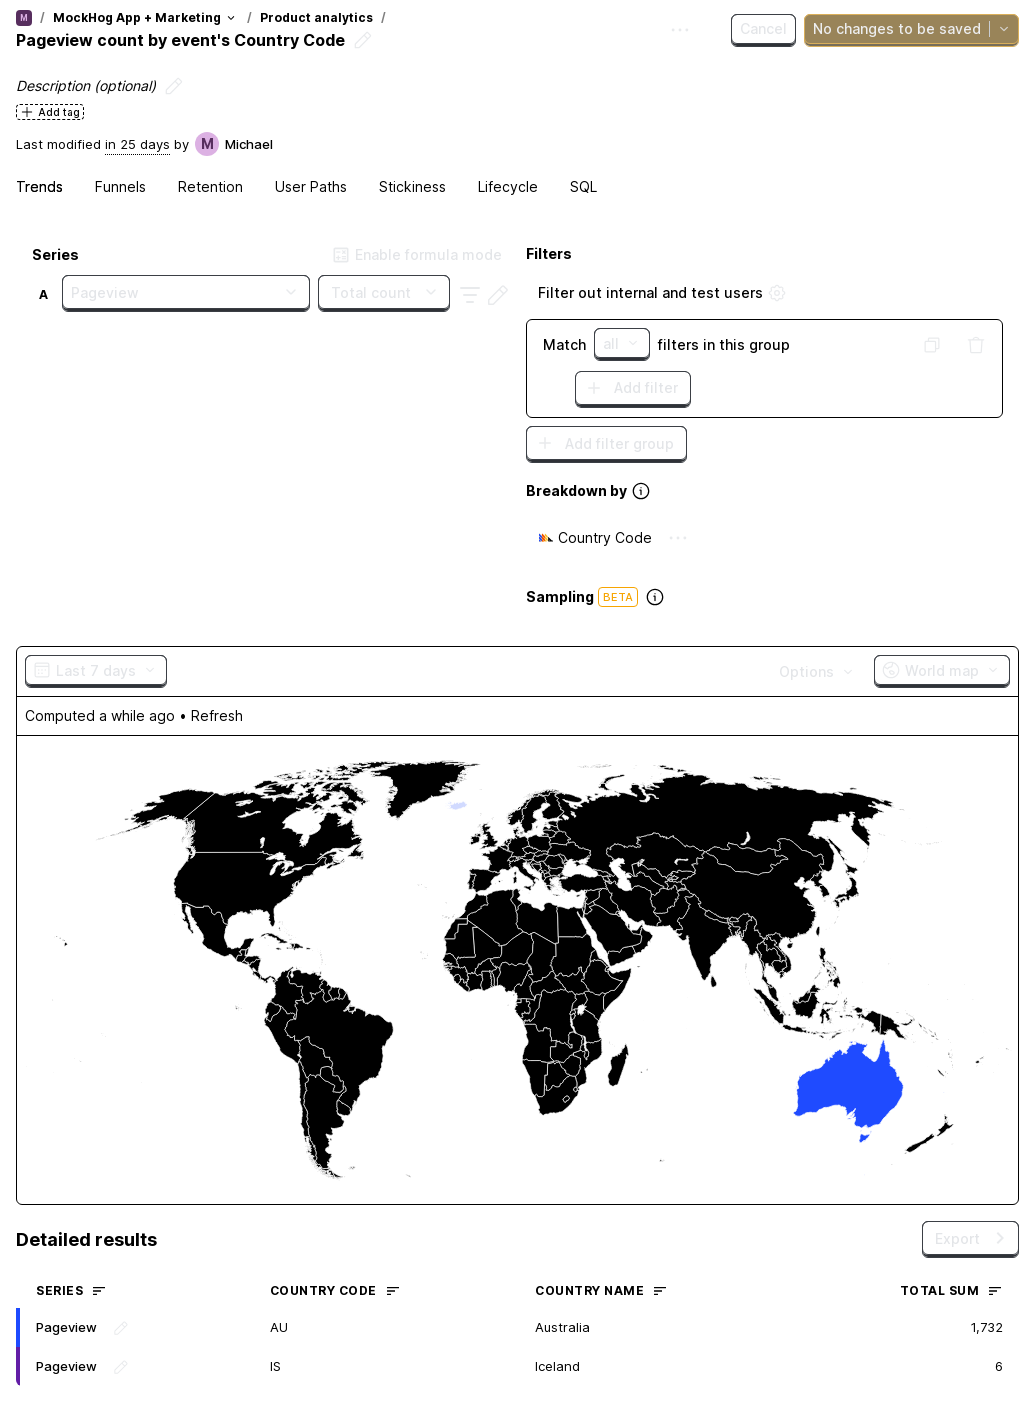 M / MockHog App + Marketing / Product analytics /
Pageview count by event's Country Code
Cancel
No changes to be saved
Description (optional)
Add tag
Last modified in 25 days by M Michael
Trends Funnels Retention User Paths Stickiness Lifecycle SQL
Series
Enable formula mode
A Pageview Total count
Filters
Filter out internal and test users
Match all filters in this group
Add filter
Add filter group
Breakdown by
Country Code
Sampling BETA
Last 7 days Options World map
Computed a while ago • Refresh
Detailed results
Export
SERIES COUNTRY CODE COUNTRY NAME TOTAL SUM
Pageview AU Australia 1,732
Pageview IS Iceland 6